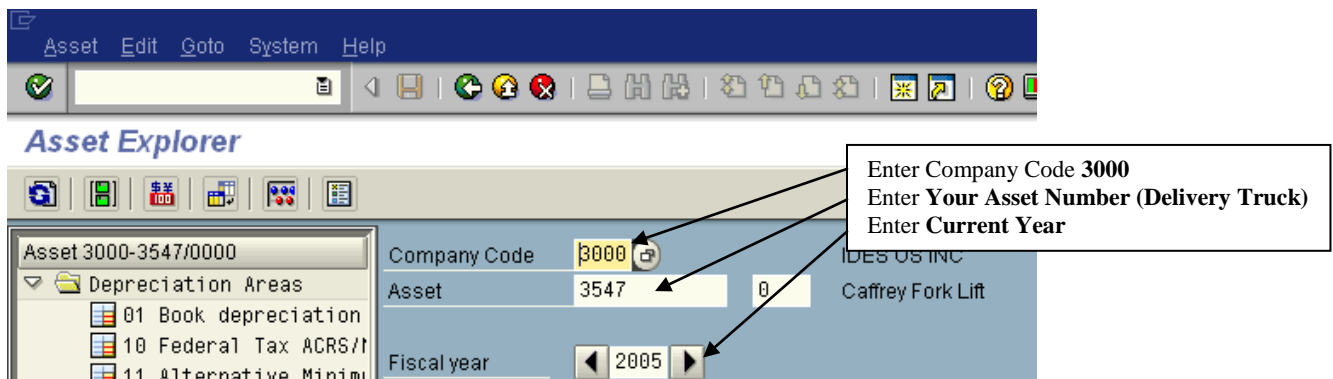 Asset Edit Goto System Help
Asset Explorer
Enter Company Code 3000
Enter Your Asset Number (Delivery Truck)
Enter Current Year
Asset 3000-3547/0000
Company Code 3000 IDES US INC
Depreciation Areas
Asset 3547 0 Caffrey Fork Lift
01 Book depreciation
10 Federal Tax ACRS/M
Fiscal year 2005
11 Alternative Minimu